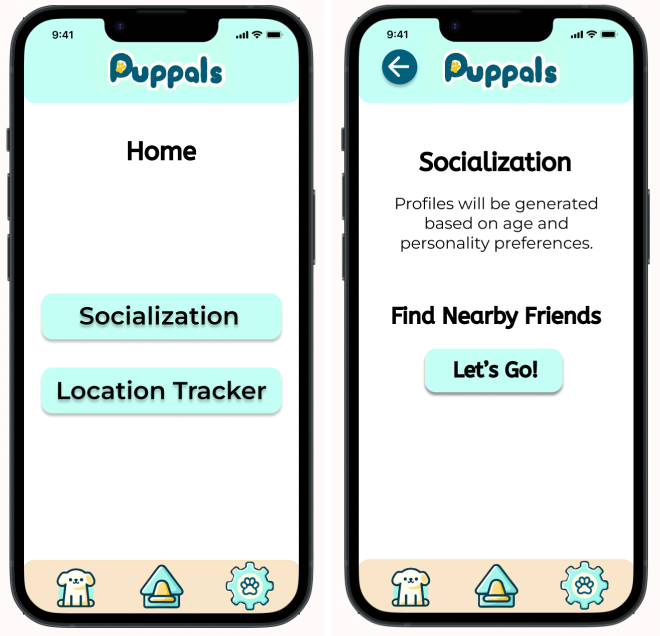 9:41
Puppals
Home
Socialization
Location Tracker
9:41
Puppals
Socialization
Profiles will be generated
based on age and
personality preferences.
Find Nearby Friends
Let's Go!